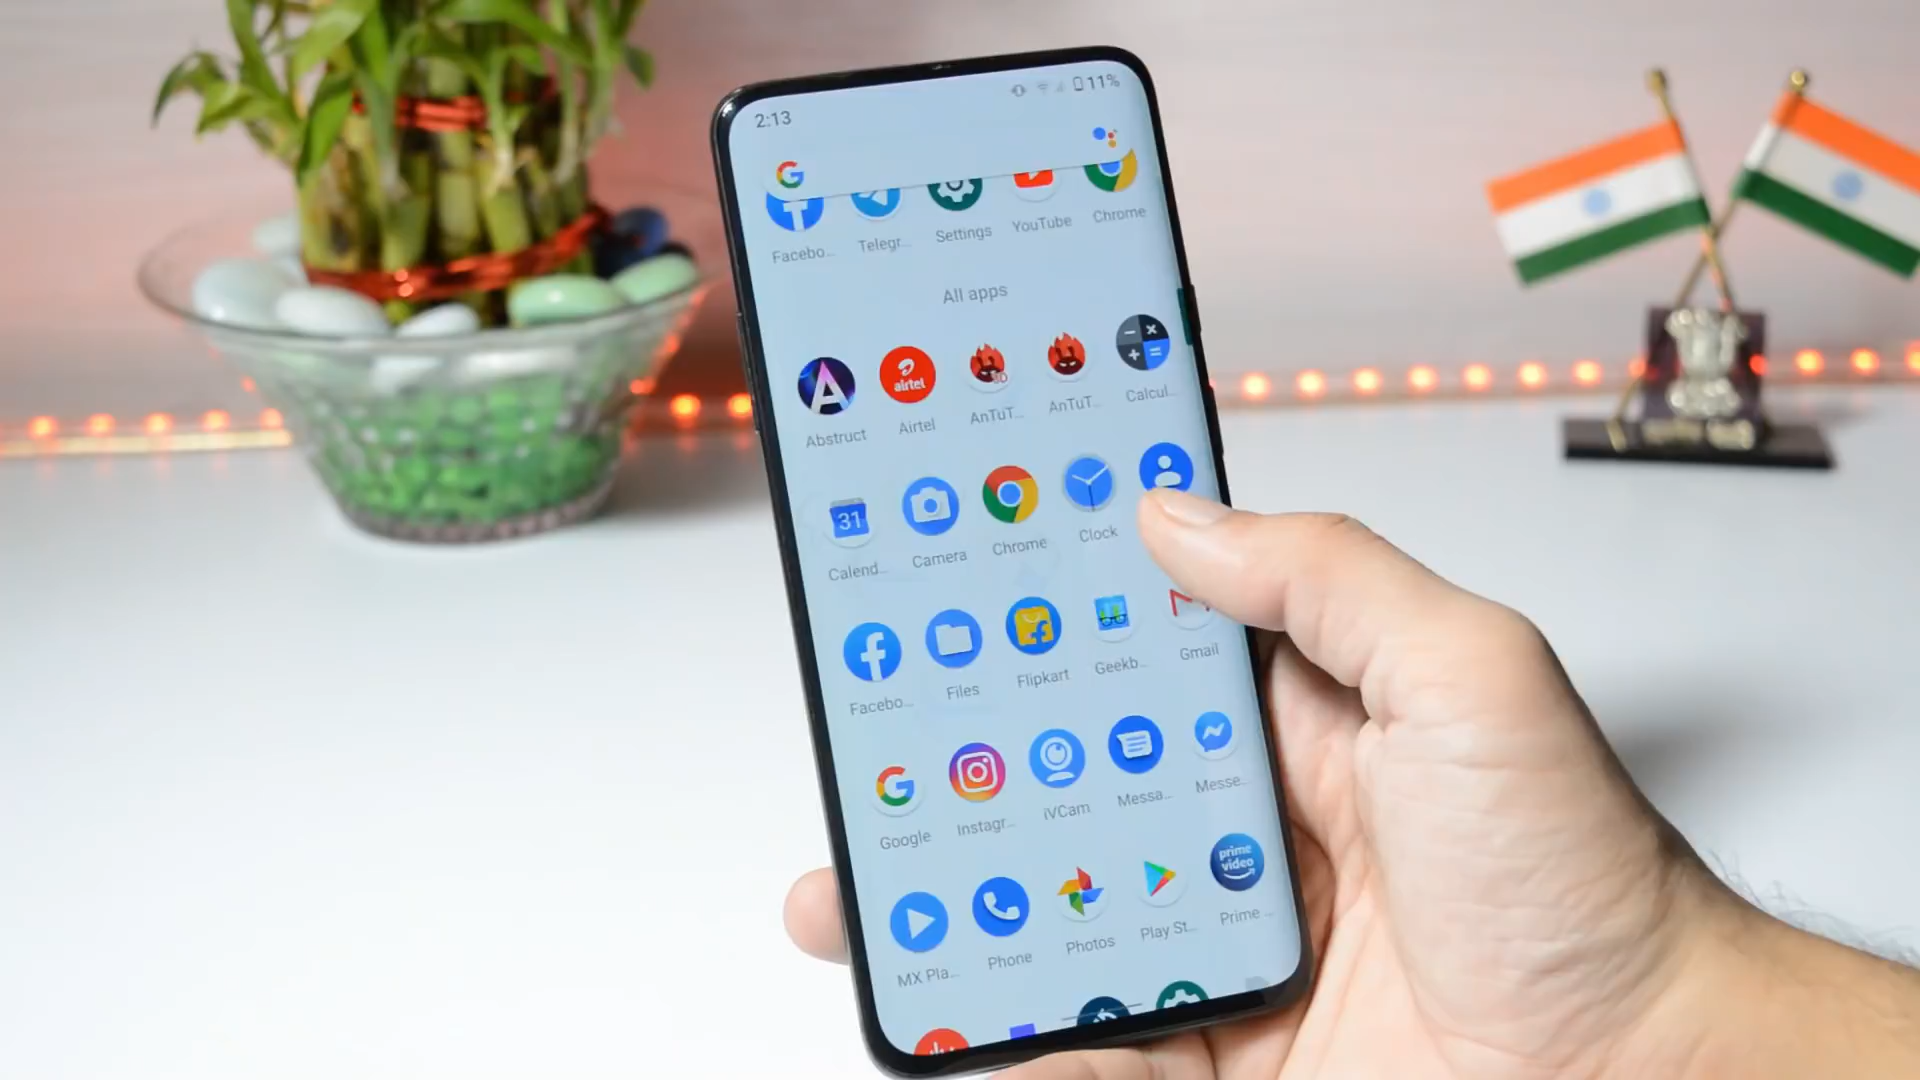 2:13 11%
Facebo... Telegr... Settings YouTube Chrome
All apps
airtel
Abstruct Airtel AnTuT... AnTuT... Calcul...
31
Calend... Camera Chrome Clock
Facebo... Files Flipkart Geekb... Gmail
Google Instagr... iVCam Messa... Messe...
prime video
MX Pla... Phone Photos Play St... Prime ...